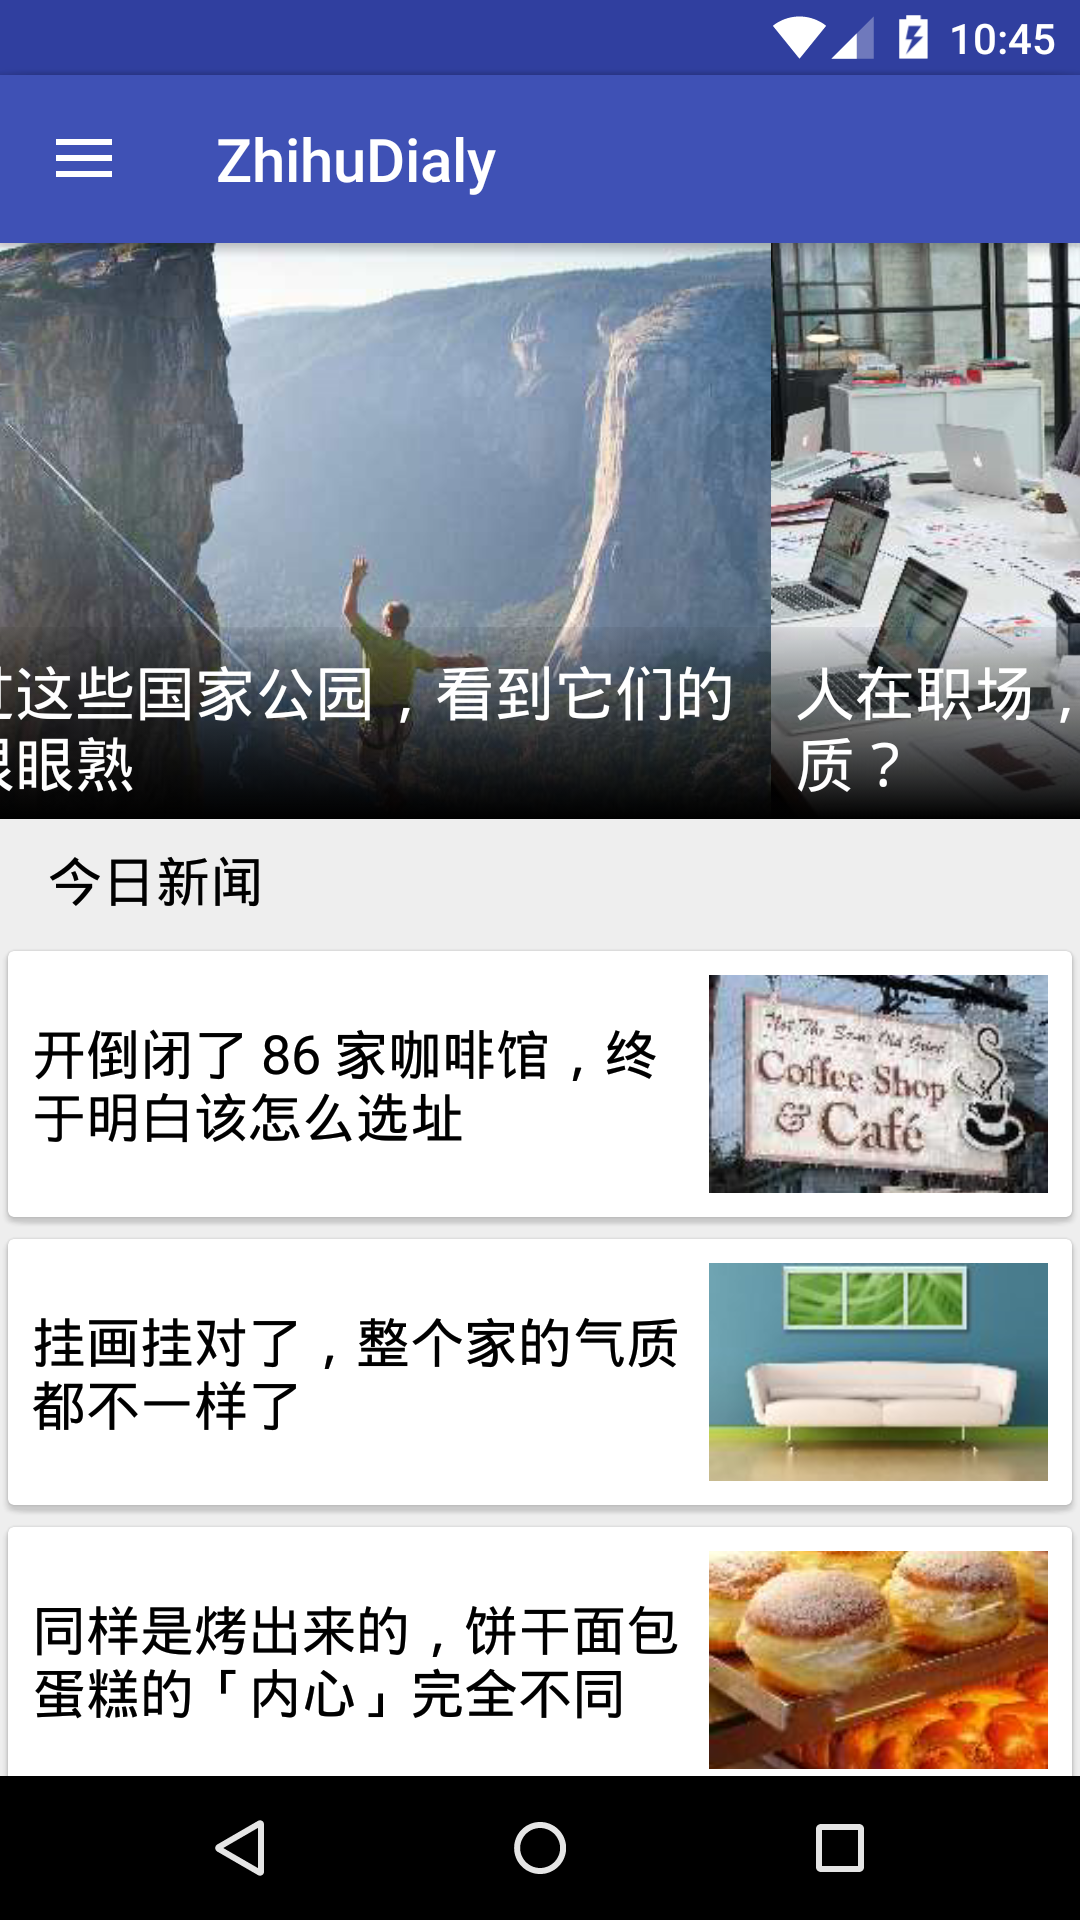 10:45
ZhihuDialy
这些国家公园，看到它们的
眼熟
人在职场，
质？
今日新闻
开倒闭了 86 家咖啡馆，终
于明白该怎么选址
Hot The Same Old Grind
Coffee Shop
& Café
挂画挂对了，整个家的气质
都不一样了
同样是烤出来的，饼干面包
蛋糕的「内心」完全不同